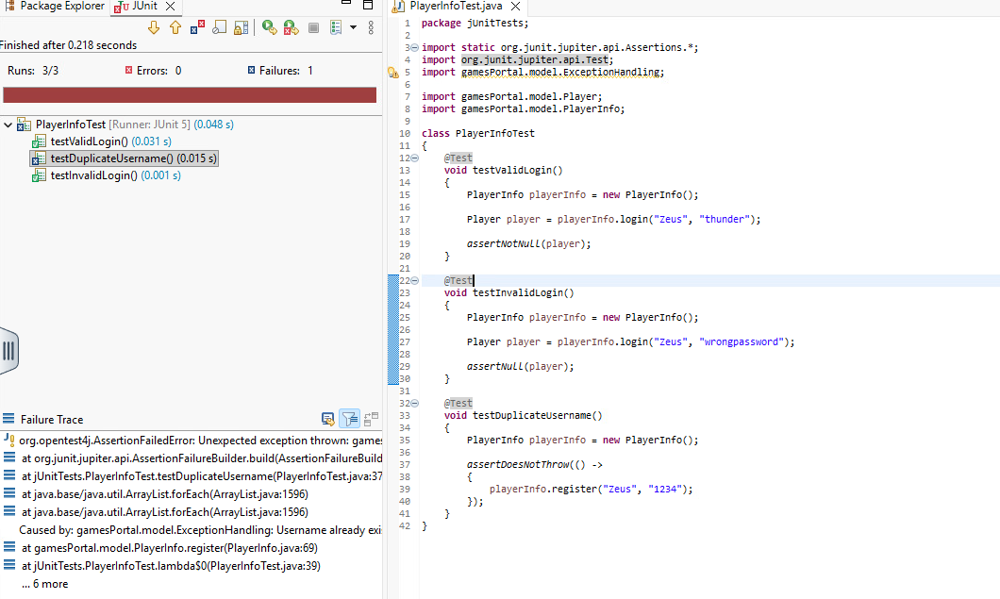 Package Explorer JUnit
Finished after 0.218 seconds
Runs: 3/3 Errors: 0 Failures: 1
PlayerInfoTest [Runner: JUnit 5] (0.048 s)
testValidLogin() (0.031 s)
testDuplicateUsername() (0.015 s)
testInvalidLogin() (0.001 s)
Failure Trace
org.opentest4j.AssertionFailedError: Unexpected exception thrown: games
at org.junit.jupiter.api.AssertionFailureBuilder.build(AssertionFailureBuild
at jUnitTests.PlayerInfoTest.testDuplicateUsername(PlayerInfoTest.java:37
at java.base/java.util.ArrayList.forEach(ArrayList.java:1596)
at java.base/java.util.ArrayList.forEach(ArrayList.java:1596)
Caused by: gamesPortal.model.ExceptionHandling: Username already exi
at gamesPortal.model.PlayerInfo.register(PlayerInfo.java:69)
at jUnitTests.PlayerInfoTest.lambda$0(PlayerInfoTest.java:39)
... 6 more
PlayerInfoTest.java
1 package jUnitTests;
2
3 import static org.junit.jupiter.api.Assertions.*;
4 import org.junit.jupiter.api.Test;
5 import gamesPortal.model.ExceptionHandling;
6
7 import gamesPortal.model.Player;
8 import gamesPortal.model.PlayerInfo;
9
10 class PlayerInfoTest
11 {
12 @Test
13 void testValidLogin()
14 {
15 PlayerInfo playerInfo = new PlayerInfo();
16
17 Player player = playerInfo.login("Zeus", "thunder");
18
19 assertNotNull(player);
20 }
21
22 @Test
23 void testInvalidLogin()
24 {
25 PlayerInfo playerInfo = new PlayerInfo();
26
27 Player player = playerInfo.login("Zeus", "wrongpassword");
28
29 assertNull(player);
30 }
31
32 @Test
33 void testDuplicateUsername()
34 {
35 PlayerInfo playerInfo = new PlayerInfo();
36
37 assertDoesNotThrow(() ->
38 {
39 playerInfo.register("Zeus", "1234");
40 });
41 }
42 }